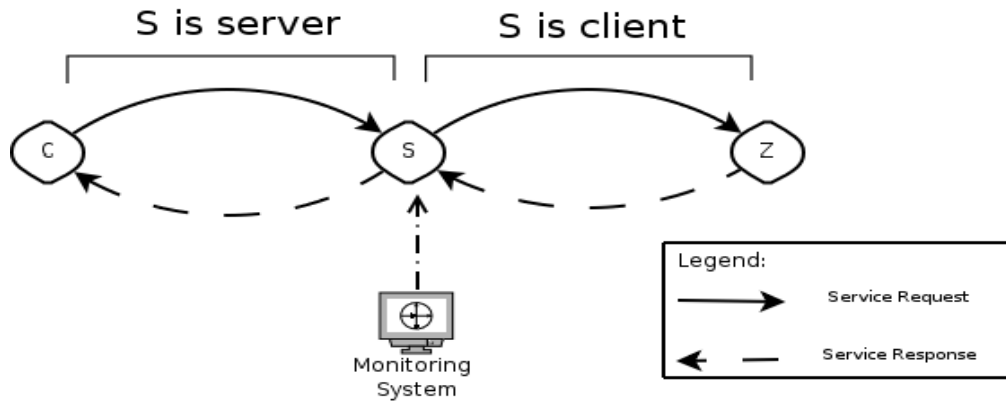 S is server
S is client
C
S
Z
Monitoring
System
Legend:
Service Request
Service Response